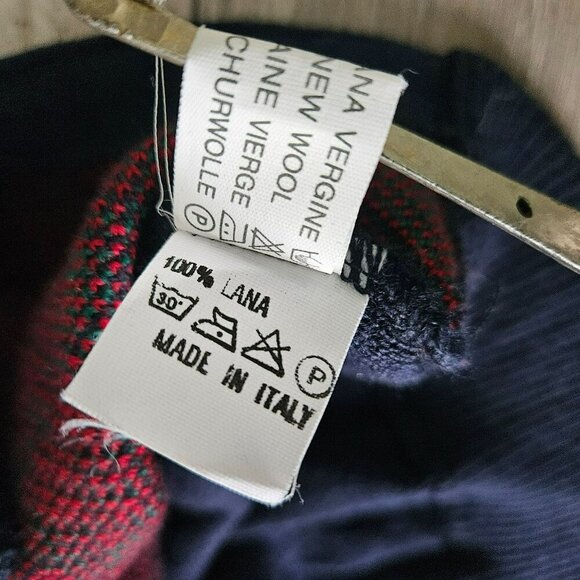 NA VERGINE
NEW WOOL
AINE VIERGE
CHURWOLLE
P
100% LANA
30°
P
MADE IN ITALY